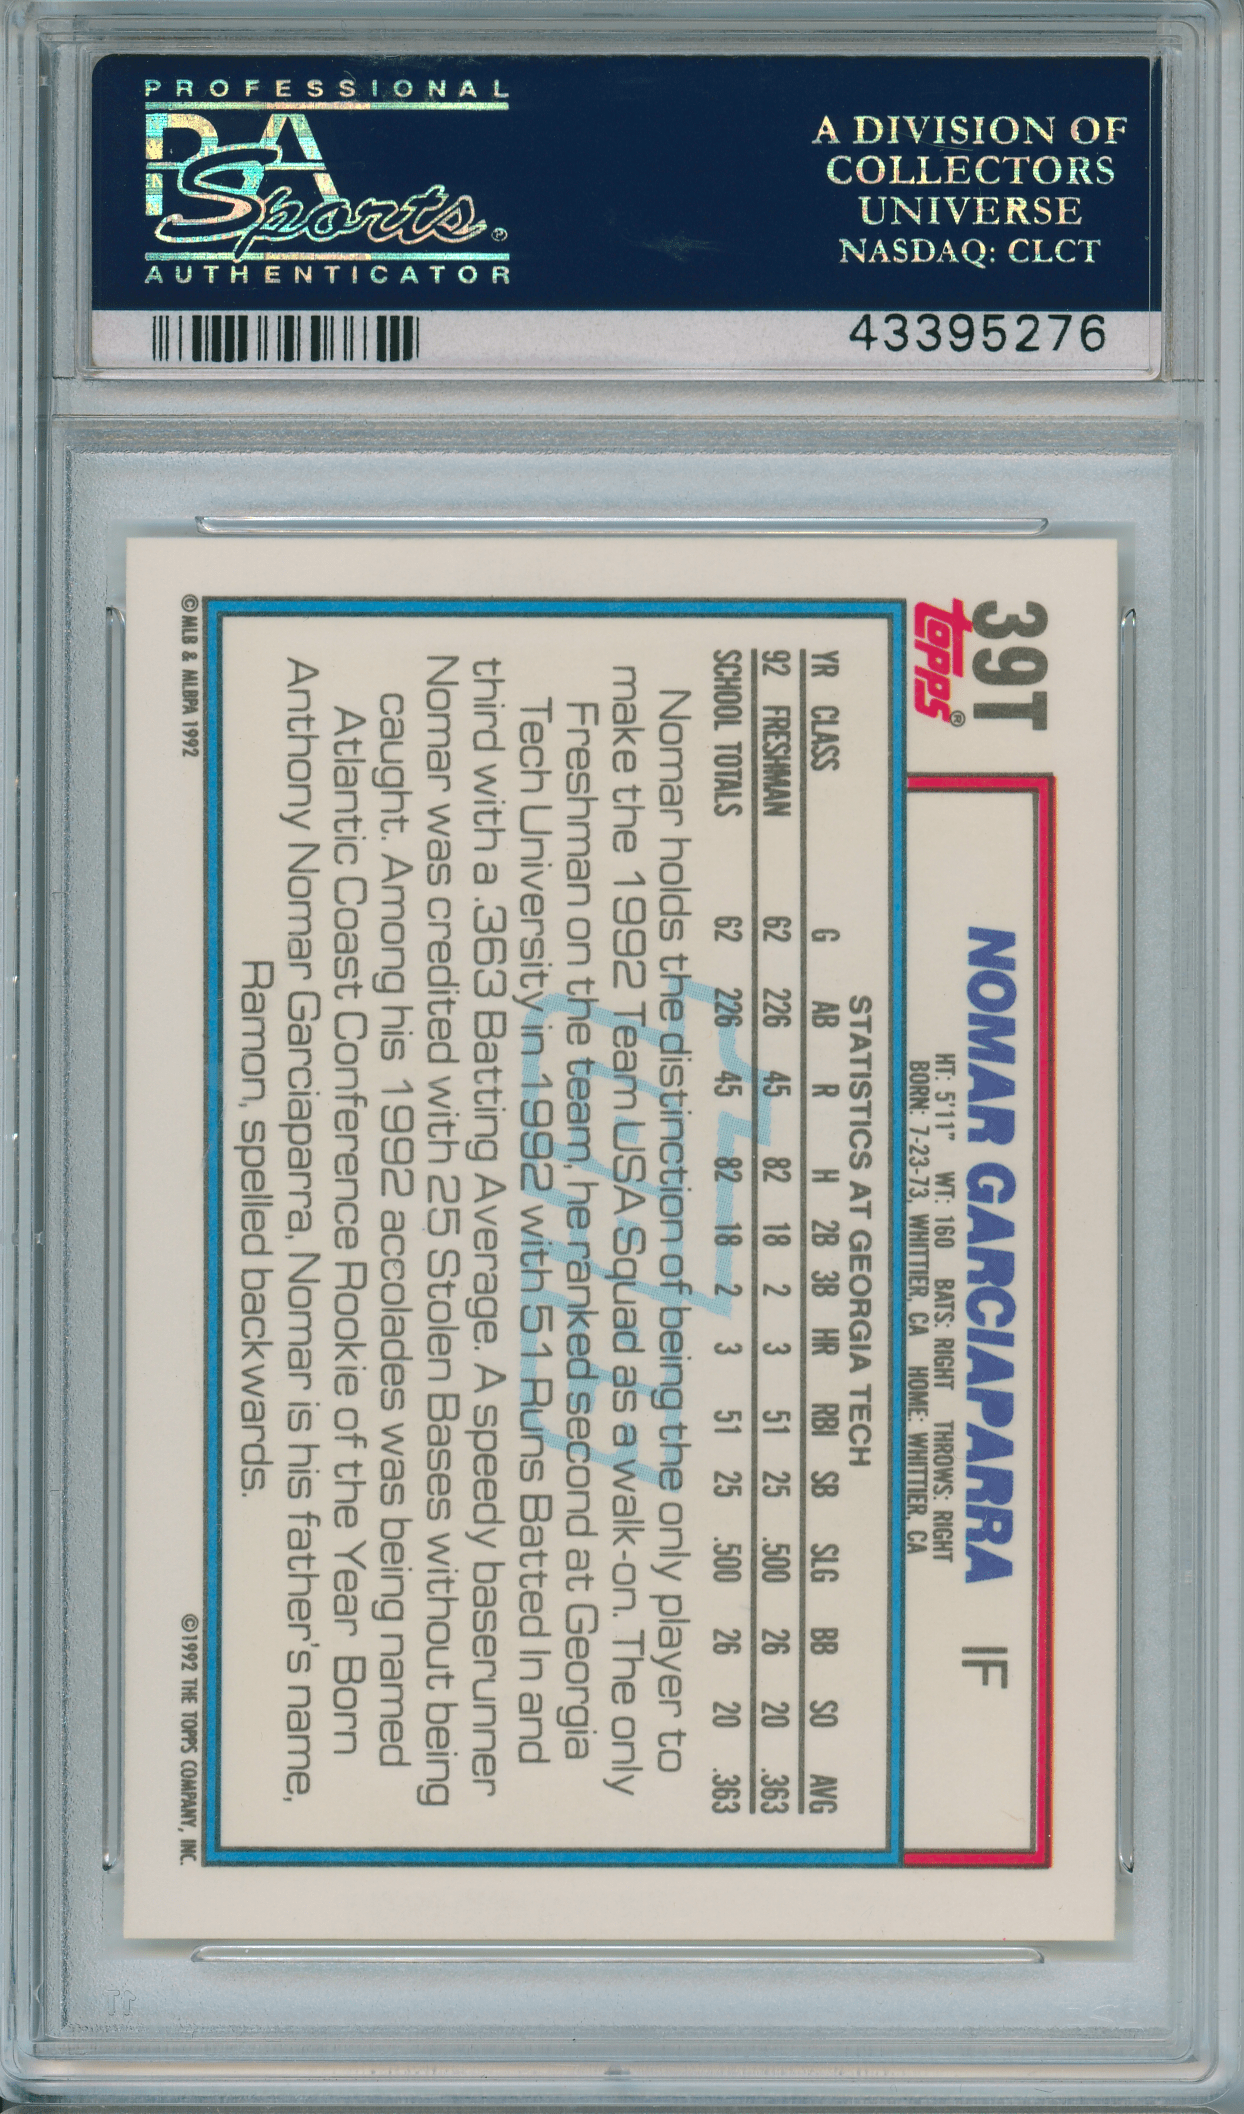 PROFESSIONAL
PSA
Sports®
AUTHENTICATOR
A DIVISION OF
COLLECTORS
UNIVERSE
NASDAQ: CLCT
43395276
39T
topps®
NOMAR GARCIAPARRA IF
HT: 5'11" WT: 160 BATS: RIGHT THROWS: RIGHT
BORN: 7-23-73, WHITTIER, CA HOME: WHITTIER, CA
STATISTICS AT GEORGIA TECH
YR CLASS G AB R H 2B 3B HR RBI SB SLG BB SO AVG
92 FRESHMAN 62 226 45 82 18 2 3 51 25 .500 26 20 .363
SCHOOL TOTALS 62 226 45 82 18 2 3 51 25 .500 26 20 .363
Nomar holds the distinction of being the only player to
make the 1992 Team USA Squad as a walk-on. The only
Freshman on the team, he ranked second at Georgia
Tech University in 1992 with 51 Runs Batted In and
third with a .363 Batting Average. A speedy baserunner
Nomar was credited with 25 Stolen Bases without being
caught. Among his 1992 accolades was being named
Atlantic Coast Conference Rookie of the Year Born
Anthony Nomar Garciaparra, Nomar is his father's name,
Ramon, spelled backwards.
© MLB & MLBPA 1992
©1992 THE TOPPS COMPANY, INC.